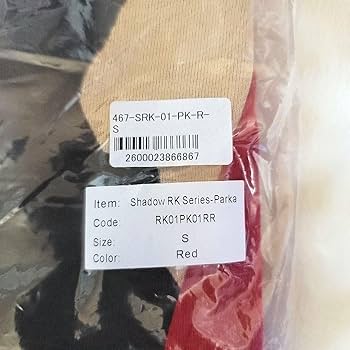 467-SRK-01-PK-R-
S
2600023866867
Item: Shadow RK Series-Parka
Code: RK01PK01RR
Size: S
Color: Red